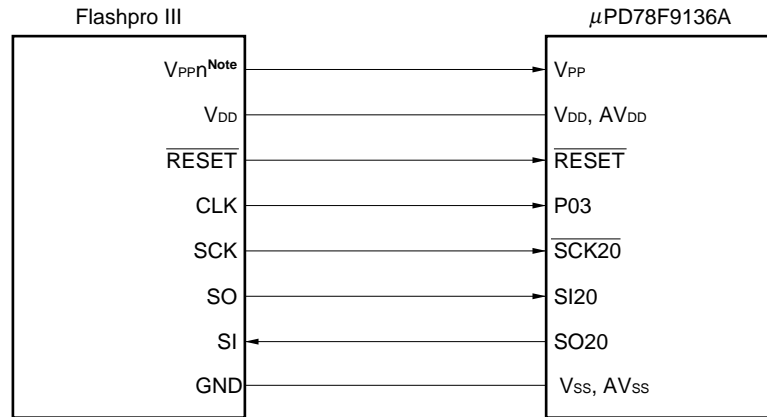 Flashpro III μPD78F9136A
VPPnNote VPP
VDD VDD, AVDD
RESET RESET
CLK P03
SCK SCK20
SO SI20
SI SO20
GND VSS, AVSS